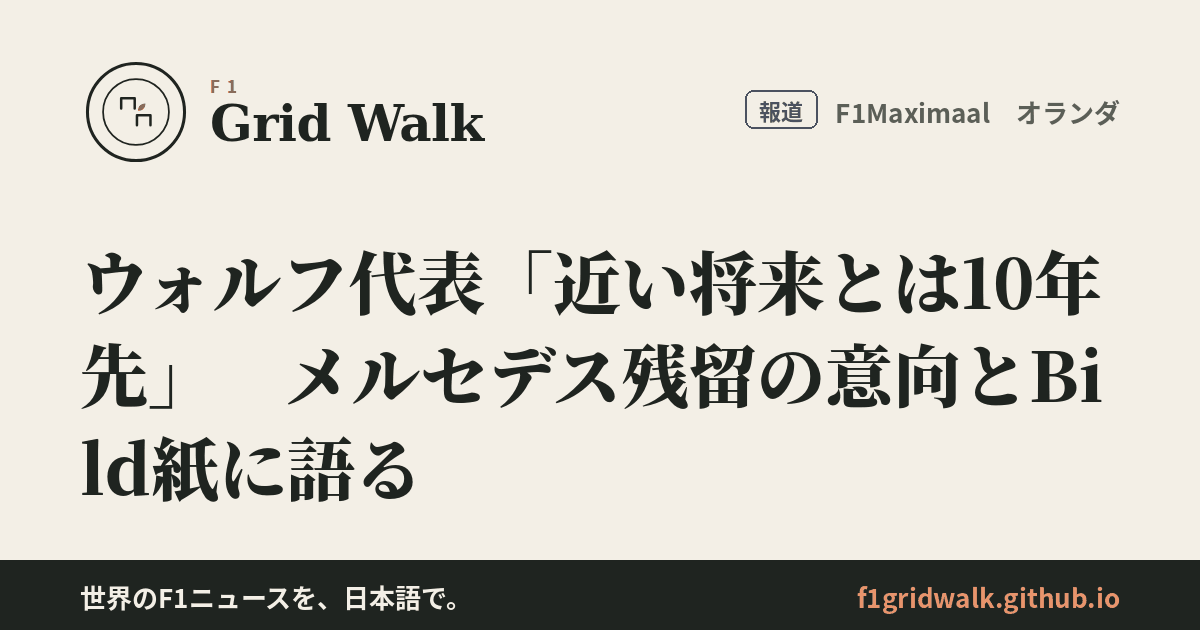 F1
Grid Walk
報道 F1Maximaal オランダ
ウォルフ代表「近い将来とは10年
先」 メルセデス残留の意向とBi
ld紙に語る
世界のF1ニュースを、日本語で。
f1gridwalk.github.io